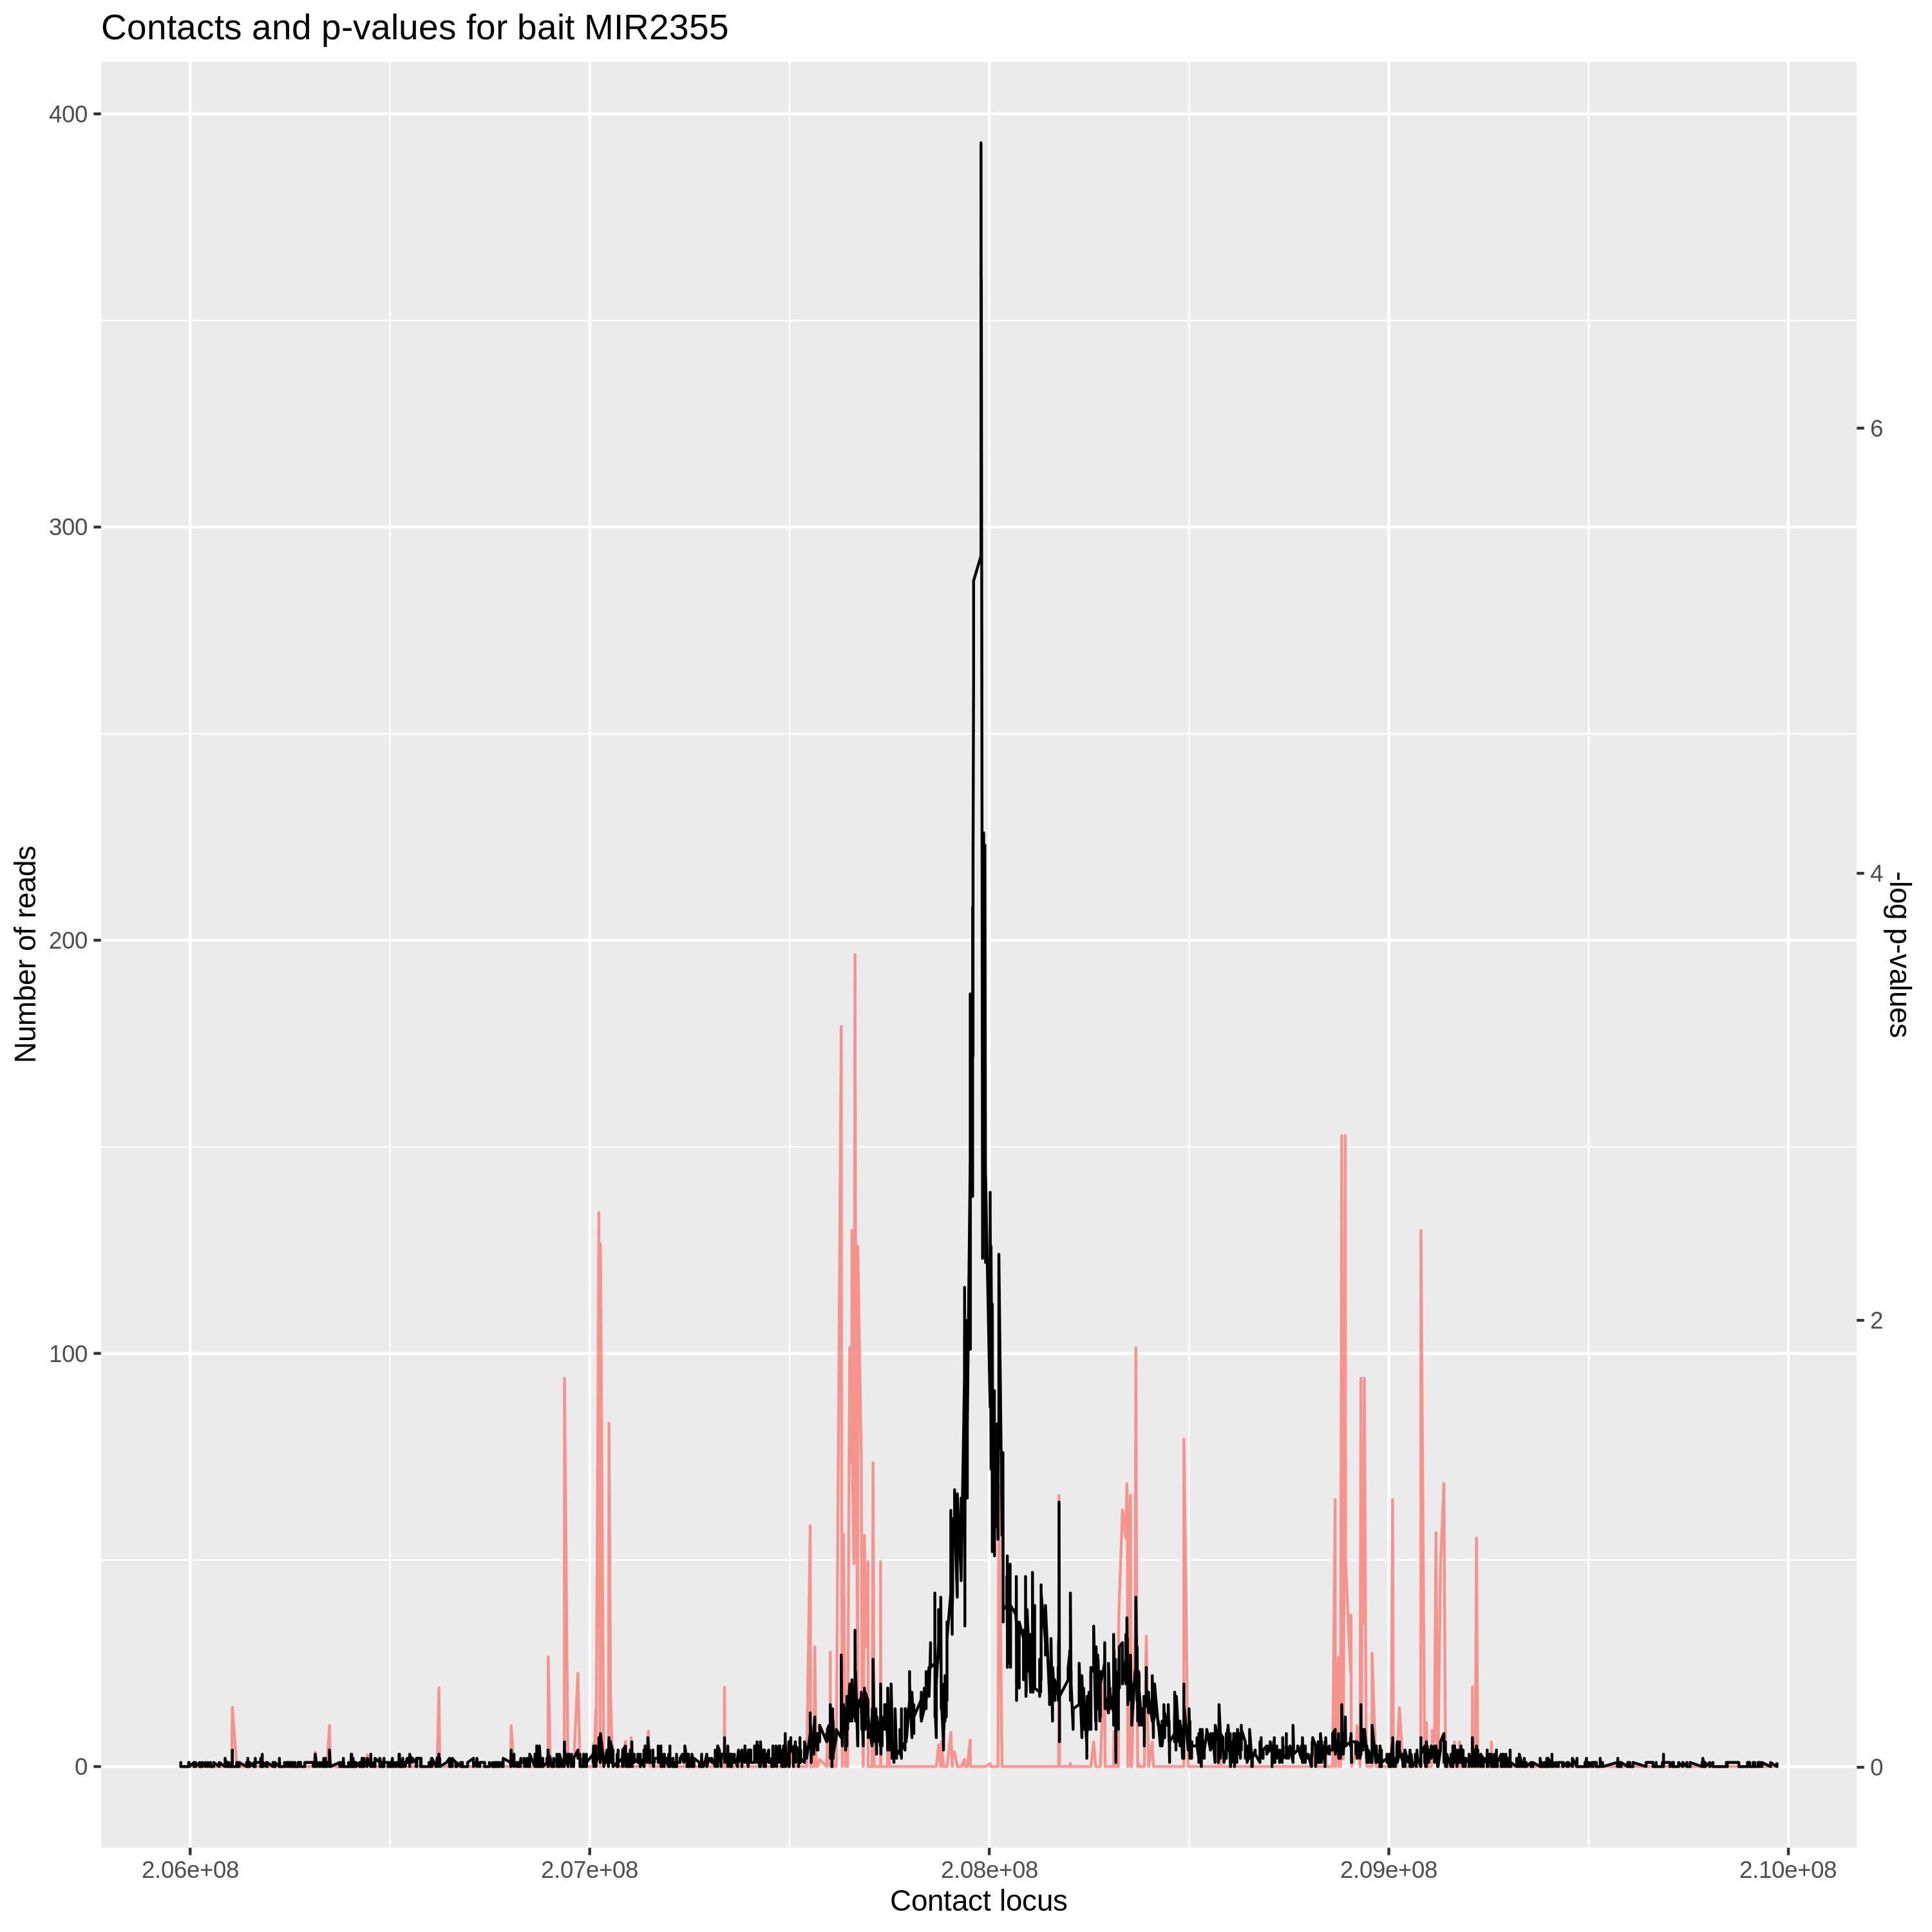 Contacts and p-values for bait MIR2355
400
300
200
100
0
Number of reads
6
4
2
0
-log p-values
2.06e+08
2.07e+08
2.08e+08
2.09e+08
2.10e+08
Contact locus